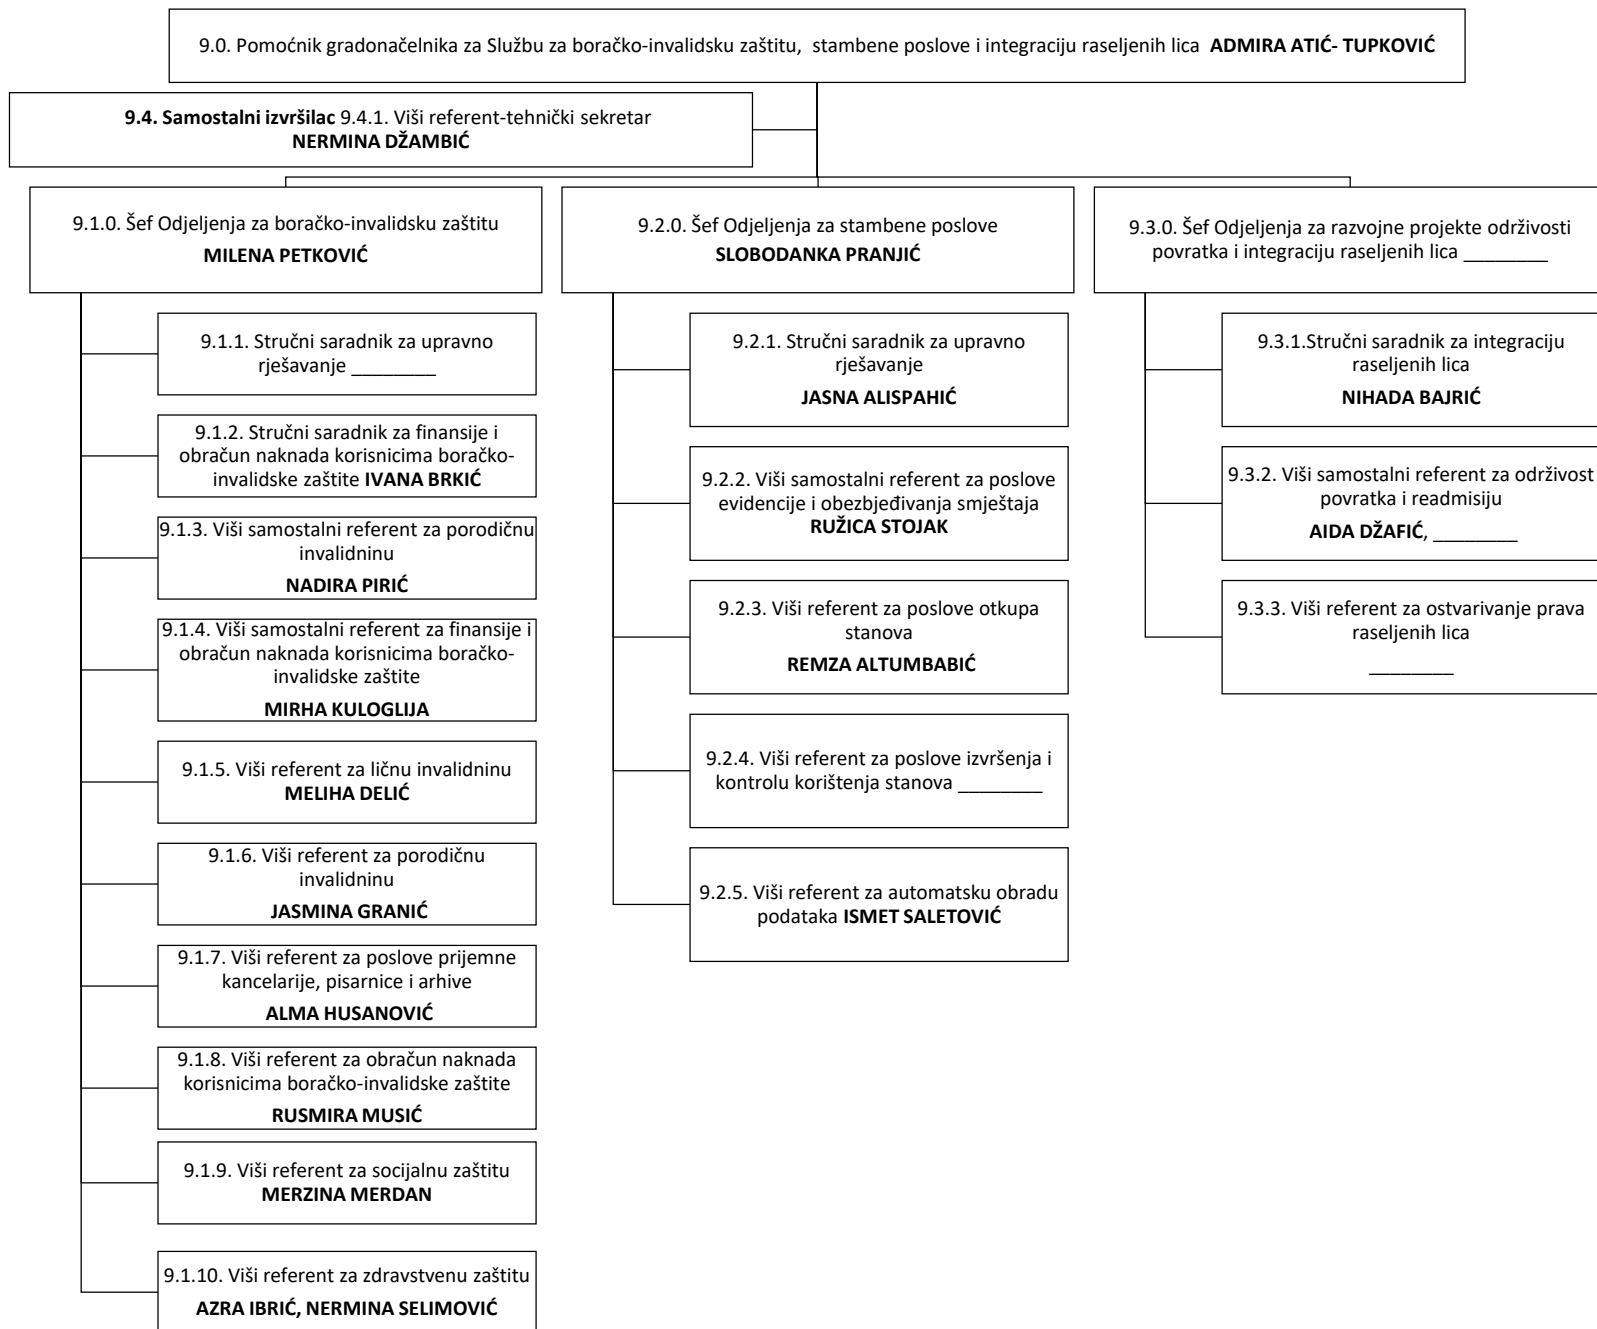 9.0. Pomoćnik gradonačelnika za Službu za boračko-invalidsku zaštitu, stambene poslove i integraciju raseljenih lica ADMIRA ATIĆ- TUPKOVIĆ
9.4. Samostalni izvršilac 9.4.1. Viši referent-tehnički sekretar
NERMINA DŽAMBIĆ
9.1.0. Šef Odjeljenja za boračko-invalidsku zaštitu
MILENA PETKOVIĆ
9.1.1. Stručni saradnik za upravno
rješavanje ________
9.1.2. Stručni saradnik za finansije i
obračun naknada korisnicima boračko-
invalidske zaštite IVANA BRKIĆ
9.1.3. Viši samostalni referent za porodičnu
invalidninu
NADIRA PIRIĆ
9.1.4. Viši samostalni referent za finansije i
obračun naknada korisnicima boračko-
invalidske zaštite
MIRHA KULOGLIJA
9.1.5. Viši referent za ličnu invalidninu
MELIHA DELIĆ
9.1.6. Viši referent za porodičnu
invalidninu
JASMINA GRANIĆ
9.1.7. Viši referent za poslove prijemne
kancelarije, pisarnice i arhive
ALMA HUSANOVIĆ
9.1.8. Viši referent za obračun naknada
korisnicima boračko-invalidske zaštite
RUSMIRA MUSIĆ
9.1.9. Viši referent za socijalnu zaštitu
MERZINA MERDAN
9.1.10. Viši referent za zdravstvenu zaštitu
AZRA IBRIĆ, NERMINA SELIMOVIĆ
9.2.0. Šef Odjeljenja za stambene poslove
SLOBODANKA PRANJIĆ
9.2.1. Stručni saradnik za upravno
rješavanje
JASNA ALISPAHIĆ
9.2.2. Viši samostalni referent za poslove
evidencije i obezbjeđivanja smještaja
RUŽICA STOJAK
9.2.3. Viši referent za poslove otkupa
stanova
REMZA ALTUMBABIĆ
9.2.4. Viši referent za poslove izvršenja i
kontrolu korištenja stanova ________
9.2.5. Viši referent za automatsku obradu
podataka ISMET SALETOVIĆ
9.3.0. Šef Odjeljenja za razvojne projekte održivosti
povratka i integraciju raseljenih lica ________
9.3.1.Stručni saradnik za integraciju
raseljenih lica
NIHADA BAJRIĆ
9.3.2. Viši samostalni referent za održivost
povratka i readmisiju
AIDA DŽAFIĆ, ________
9.3.3. Viši referent za ostvarivanje prava
raseljenih lica
________